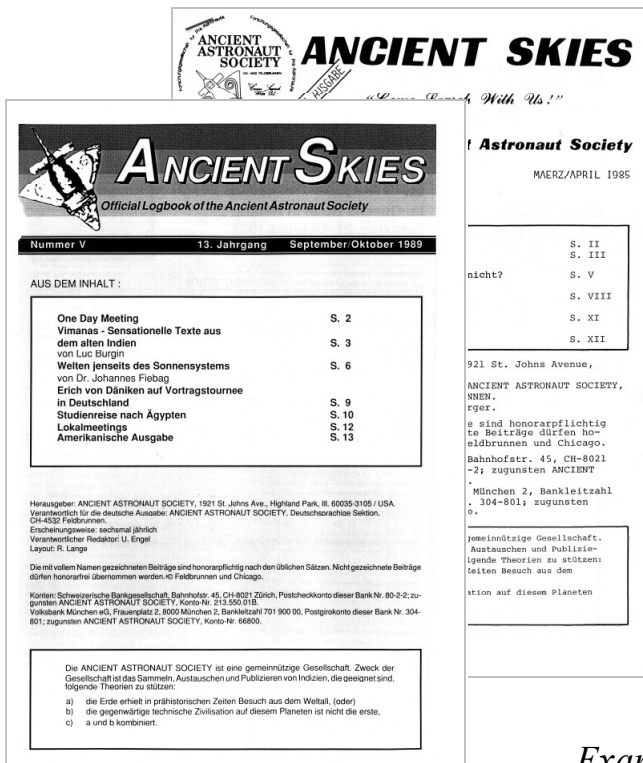 ANCIENT
ASTRONAUT
SOCIETY
CH 4532 FELDBRUNNEN
"Come Search
With Us!"
AUSGABE
ANCIENT SKIES
"Come Search With Us!"
t Astronaut Society
MAERZ/APRIL 1985
S. II
S. III
nicht? S. V
S. VIII
S. XI
S. XII
921 St. Johns Avenue,
ANCIENT ASTRONAUT SOCIETY,
NNEN.
rger.
e sind honorarpflichtig
te Beiträge dürfen ho-
eldbrunnen und Chicago.
Bahnhofstr. 45, CH-8021
-2; zugunsten ANCIENT
.
München 2, Bankleitzahl
. 304-801; zugunsten
o.
gemeinnützige Gesellschaft.
Austauschen und Publizie-
lgende Theorien zu stützen:
Zeiten Besuch aus dem
ation auf diesem Planeten
ANCIENT SKIES
Official Logbook of the Ancient Astronaut Society
Nummer V 13. Jahrgang September/Oktober 1989
AUS DEM INHALT :
One Day Meeting S. 2
Vimanas - Sensationelle Texte aus
dem alten Indien S. 3
von Luc Burgin
Welten jenseits des Sonnensystems S. 6
von Dr. Johannes Fiebag
Erich von Däniken auf Vortragstournee
in Deutschland S. 9
Studienreise nach Ägypten S. 10
Lokalmeetings S. 12
Amerikanische Ausgabe S. 13
Herausgeber: ANCIENT ASTRONAUT SOCIETY, 1921 St. Johns Ave., Highland Park, Ill. 60035-3105 / USA.
Verantwortlich für die deutsche Ausgabe: ANCIENT ASTRONAUT SOCIETY. Deutschsprachige Sektion.
CH-4532 Feldbrunnen.
Erscheinungsweise: sechsmal jährlich
Verantwortlicher Redaktor: U. Engel
Layout: R. Lange
Die mit vollem Namen gezeichneten Beiträge sind honorarpflichtig nach den üblichen Sätzen. Nicht gezeichnete Beiträge
dürfen honorarfrei übernommen werden.© Feldbrunnen und Chicago.
Konten: Schweizerische Bankgesellschaft, Bahnhofstr. 45, CH-8021 Zürich, Postcheckkonto dieser Bank Nr. 80-2-2; zu-
gunsten ANCIENT ASTRONAUT SOCIETY, Konto-Nr. 213.550.01B.
Volksbank München eG, Frauenplatz 2, 8000 München 2, Bankleitzahl 701 900 00, Postgirokonto dieser Bank Nr. 304-
801; zugunsten ANCIENT ASTRONAUT SOCIETY, Konto-Nr. 66800.
Die ANCIENT ASTRONAUT SOCIETY ist eine gemeinnützige Gesellschaft. Zweck der
Gesellschaft ist das Sammeln, Austauschen und Publizieren von Indizien, die geeignet sind,
folgende Theorien zu stützen:
a) die Erde erhielt in prähistorischen Zeiten Besuch aus dem Weltall, (oder)
b) die gegenwärtige technische Zivilisation auf diesem Planeten ist nicht die erste,
c) a und b kombiniert.